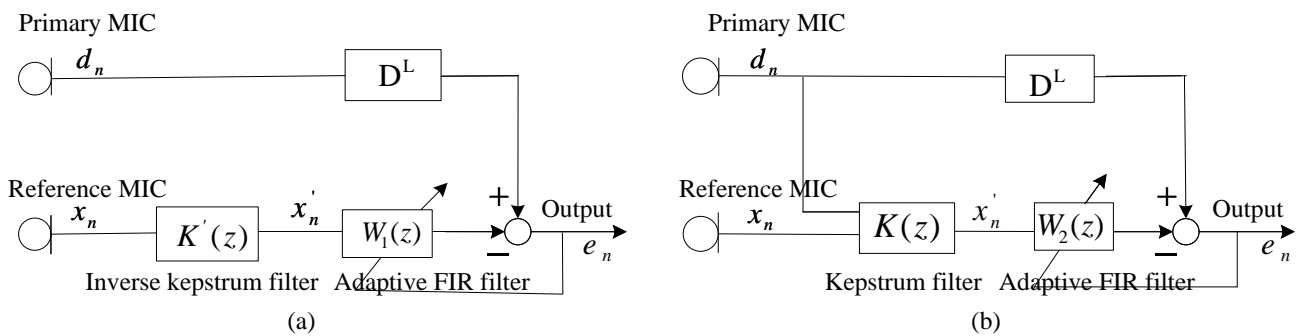 Primary MIC
d_n
D^L
Reference MIC
x_n
K'(z)
x'_n
W_1(z)
+
−
Output
e_n
Inverse kepstrum filter
Adaptive FIR filter
(a)
Primary MIC
d_n
D^L
Reference MIC
x_n
K(z)
x'_n
W_2(z)
+
−
Output
e_n
Kepstrum filter
Adaptive FIR filter
(b)